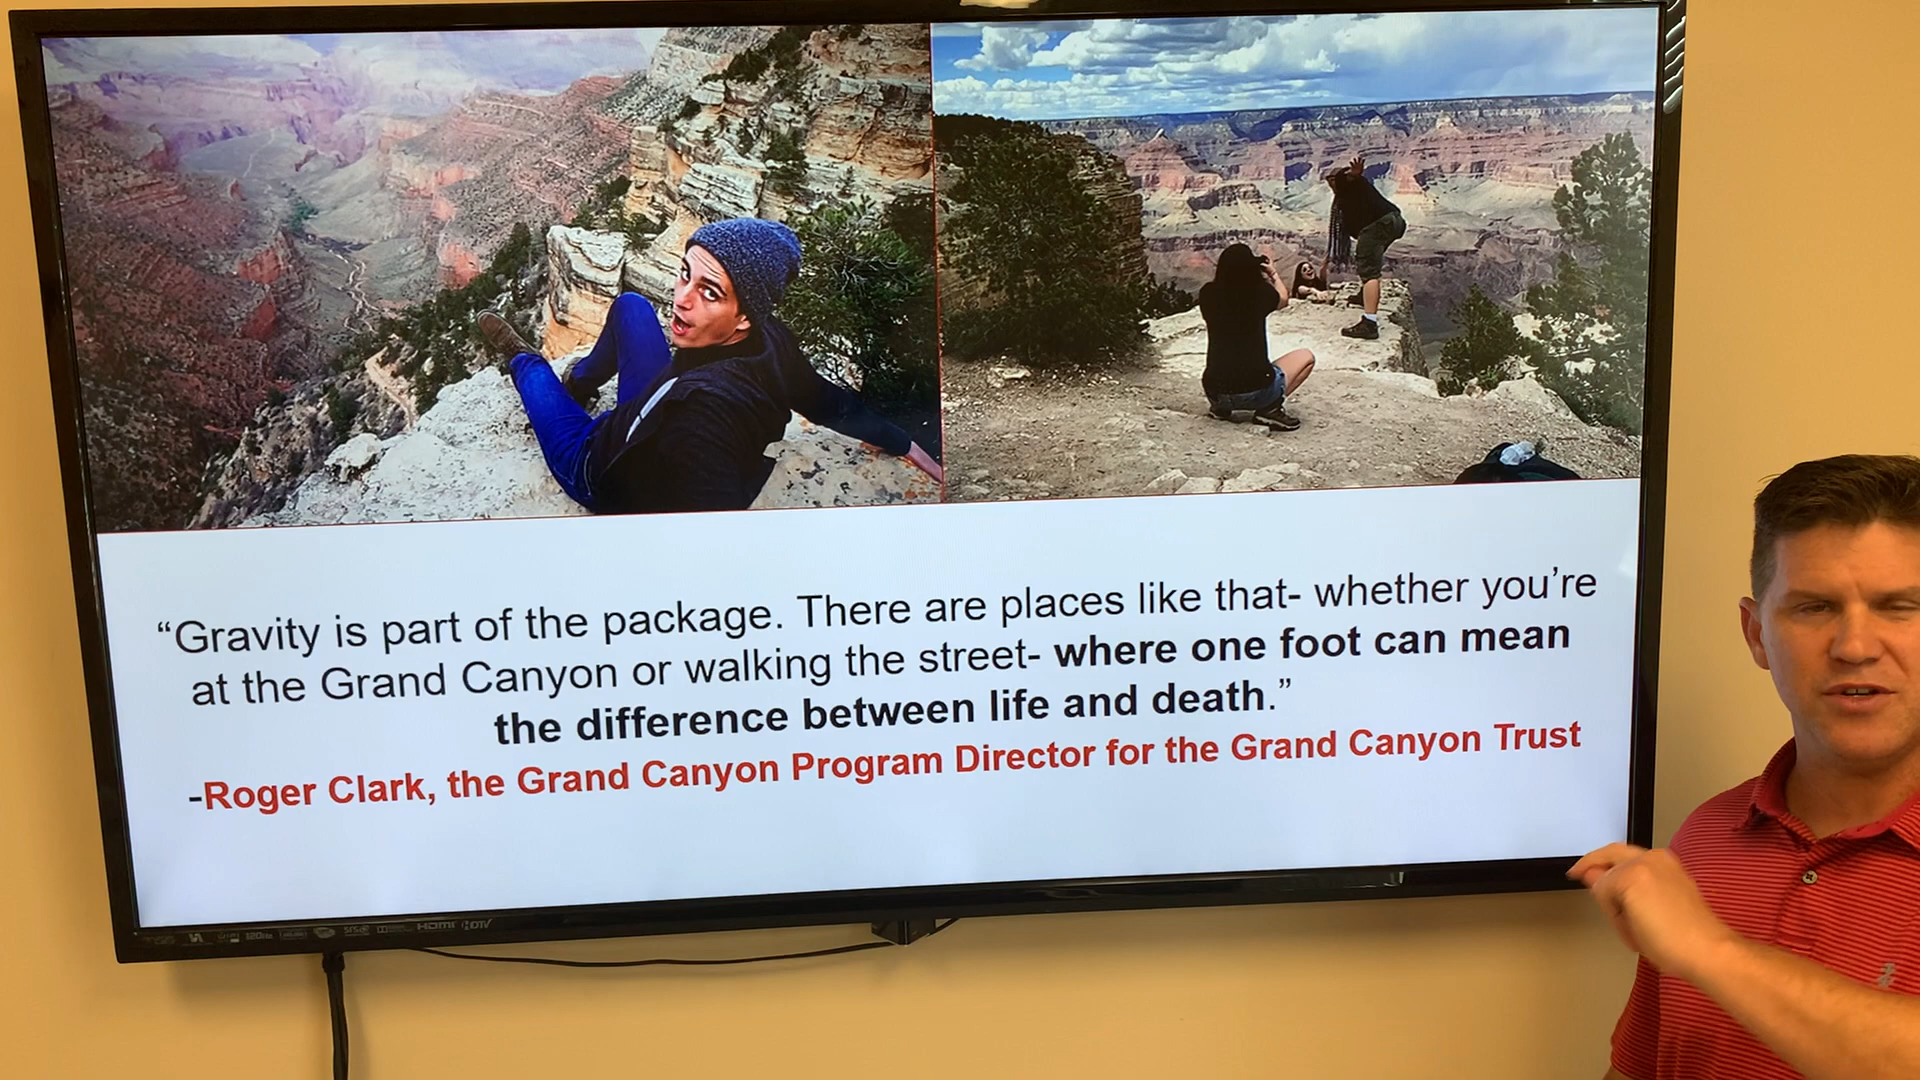 “Gravity is part of the package. There are places like that- whether you’re
at the Grand Canyon or walking the street- where one foot can mean
the difference between life and death.”
-Roger Clark, the Grand Canyon Program Director for the Grand Canyon Trust
HDMI HDTV